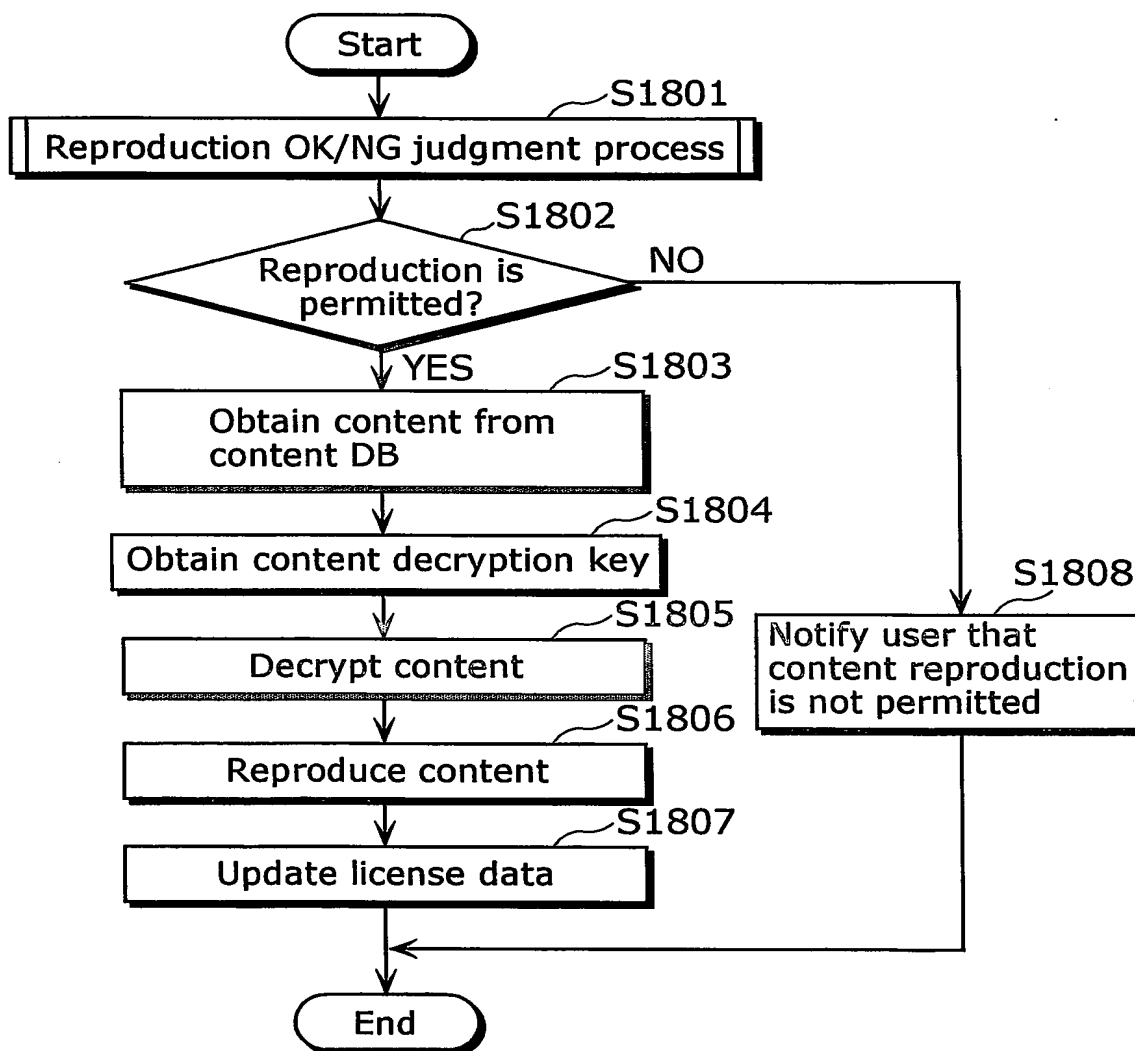 Start
S1801
Reproduction OK/NG judgment process
S1802
Reproduction is
permitted?
NO
YES
S1803
Obtain content from
content DB
S1804
Obtain content decryption key
S1805
Decrypt content
S1808
Notify user that
content reproduction
is not permitted
S1806
Reproduce content
S1807
Update license data
End